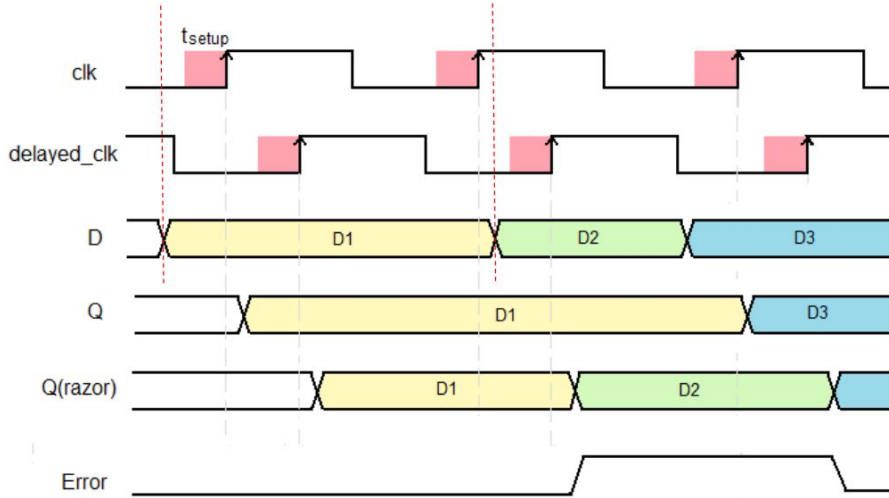 tsetup
clk
delayed_clk
D D1 D2 D3
Q D1 D3
Q(razor) D1 D2
Error